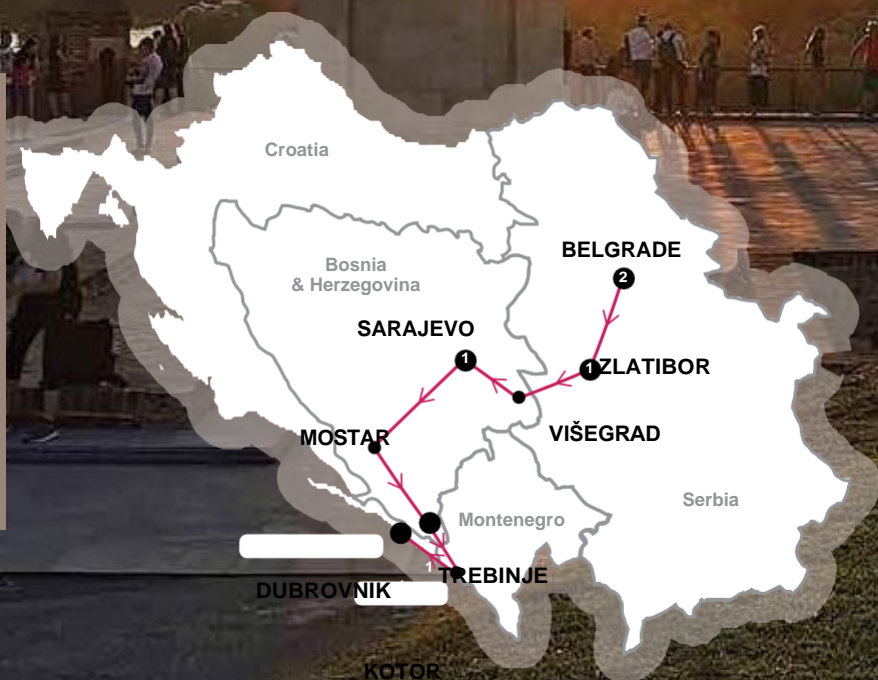 Croatia
BELGRADE
Bosnia
& Herzegovina
2
SARAJEVO
1
1
ZLATIBOR
MOSTAR
VIŠEGRAD
Serbia
Montenegro
1
TREBINJE
DUBROVNIK
KOTOR